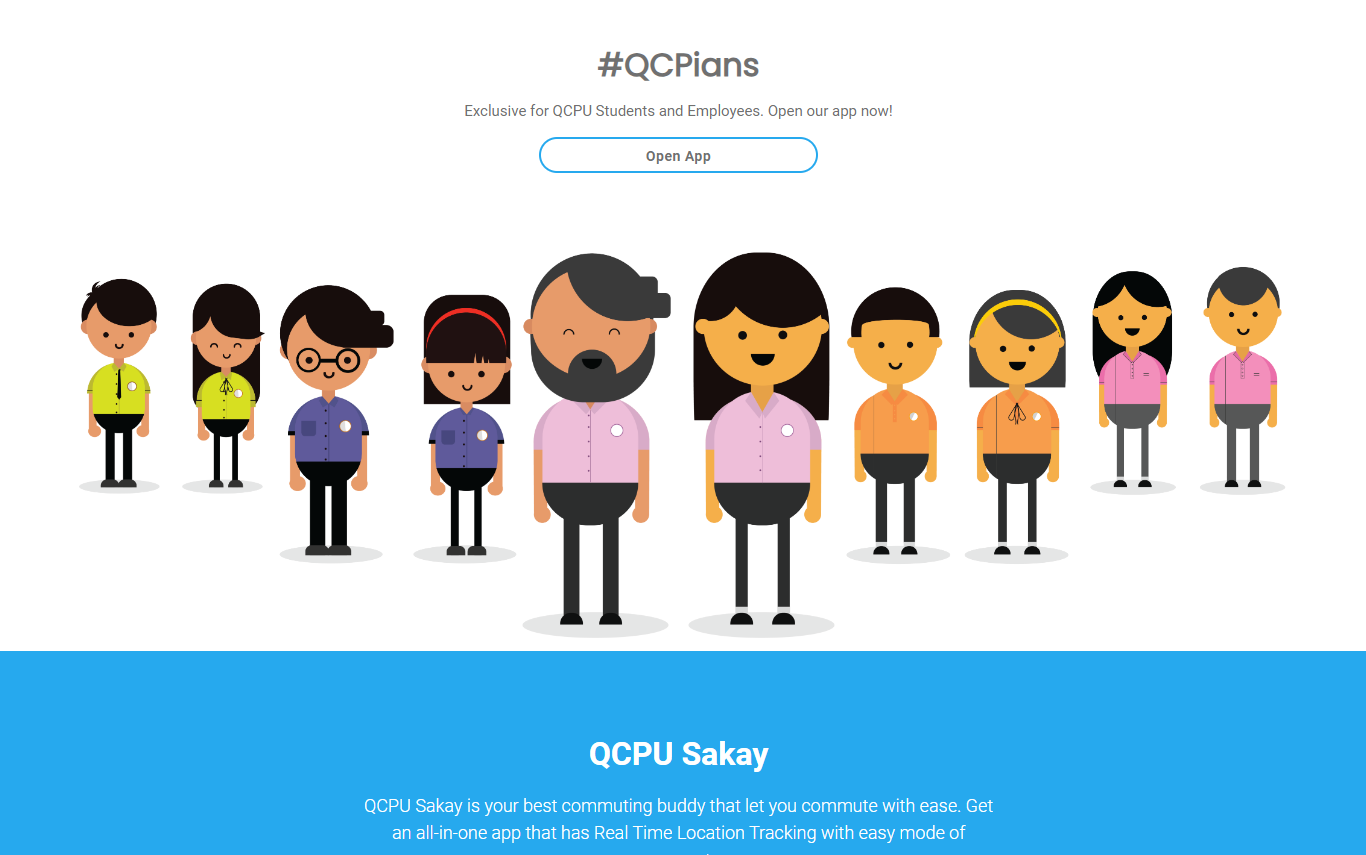 #QCPians
Exclusive for QCPU Students and Employees. Open our app now!
Open App
QCPU Sakay
QCPU Sakay is your best commuting buddy that let you commute with ease. Get
an all-in-one app that has Real Time Location Tracking with easy mode of